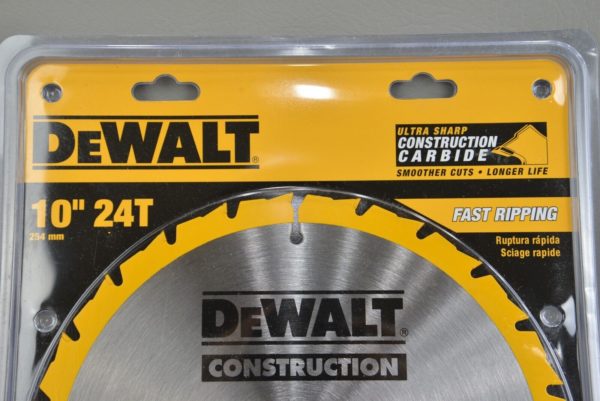 DEWALT®
ULTRA SHARP
CONSTRUCTION
CARBIDE
SMOOTHER CUTS • LONGER LIFE
10" 24T
254 mm
FAST RIPPING
Ruptura rápida
Sciage rapide
DEWALT®
CONSTRUCTION